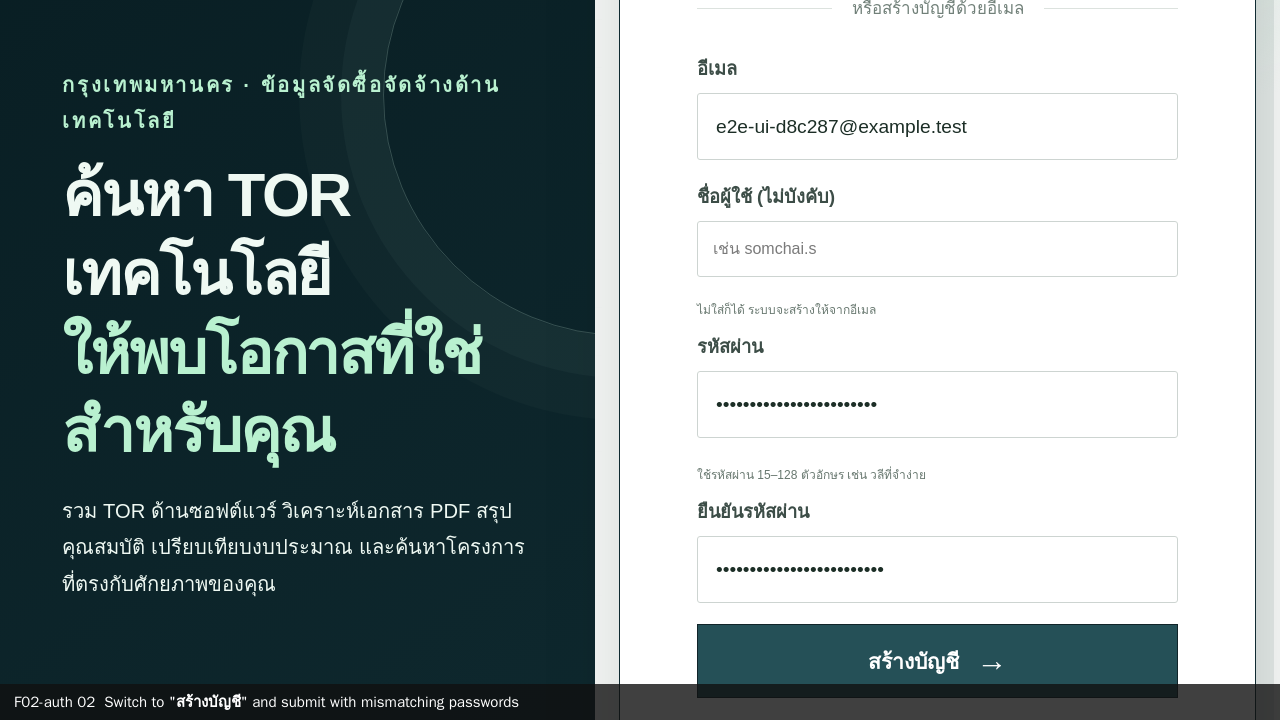 กรุงเทพมหานคร · ข้อมูลจัดซื้อจัดจ้างด้าน
เทคโนโลยี
ค้นหา TOR
เทคโนโลยี
ให้พบโอกาสที่ใช่
สำหรับคุณ
รวม TOR ด้านซอฟต์แวร์ วิเคราะห์เอกสาร PDF สรุป
คุณสมบัติ เปรียบเทียบงบประมาณ และค้นหาโครงการ
ที่ตรงกับศักยภาพของคุณ
หรือสร้างบัญชีด้วยอีเมล
อีเมล
e2e-ui-d8c287@example.test
ชื่อผู้ใช้ (ไม่บังคับ)
เช่น somchai.s
ไม่ใส่ก็ได้ ระบบจะสร้างให้จากอีเมล
รหัสผ่าน
••••••••••••••••••••••••
ใช้รหัสผ่าน 15–128 ตัวอักษร เช่น วลีที่จำง่าย
ยืนยันรหัสผ่าน
•••••••••••••••••••••••••
สร้างบัญชี →
F02-auth 02 Switch to "สร้างบัญชี" and submit with mismatching passwords